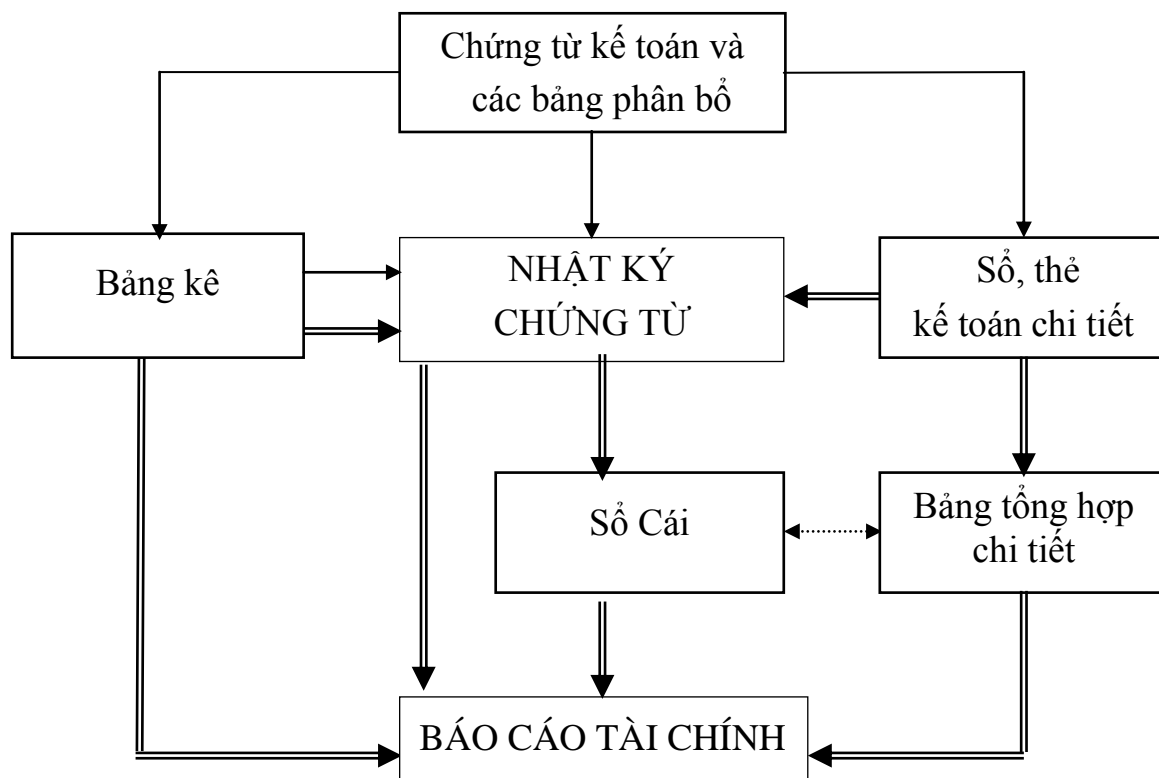 Chứng từ kế toán và
các bảng phân bổ
Bảng kê
NHẬT KÝ
CHỨNG TỪ
Sổ, thẻ
kế toán chi tiết
Sổ Cái
Bảng tổng hợp
chi tiết
BÁO CÁO TÀI CHÍNH